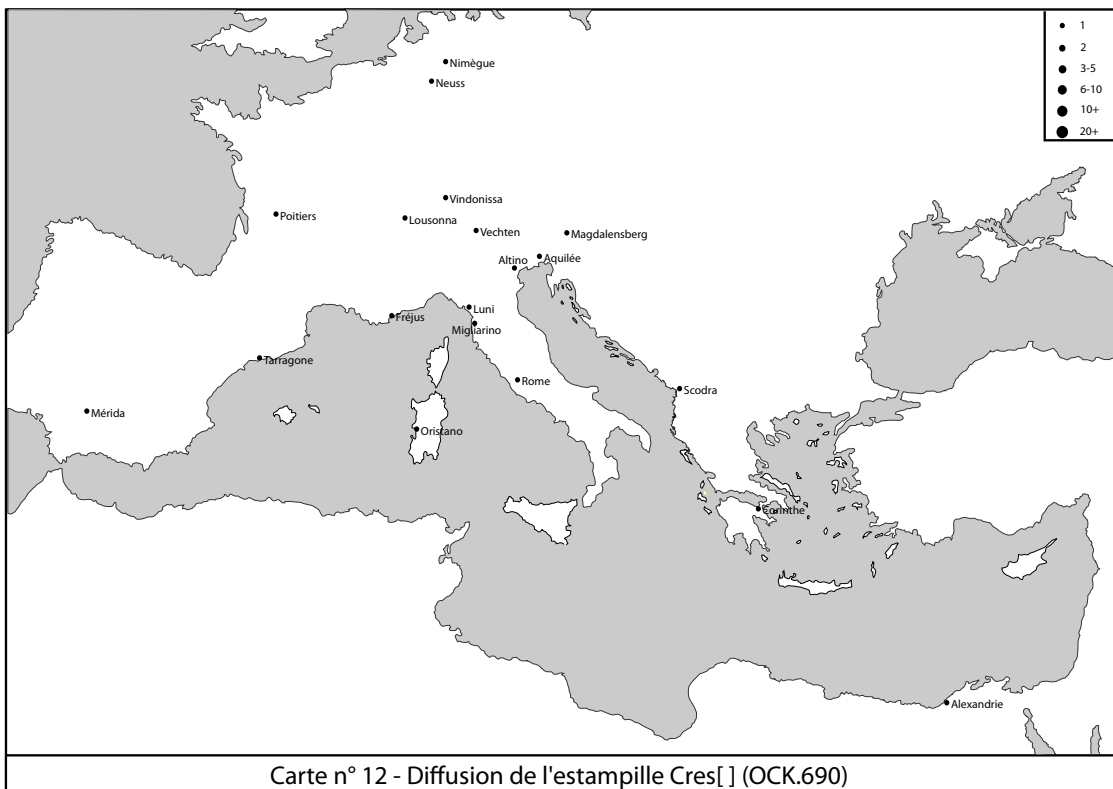 1
2
3-5
6-10
10+
20+
Nimègue
Neuss
Vindonissa
Poitiers
Lousonna
Vechten
Magdalensberg
Altino
Aquilée
Luni
Fréjus
Migliarino
Tarragone
Rome
Scodra
Mérida
Oristano
Corinthe
Alexandrie
Carte n° 12 - Diffusion de l'estampille Cres[ ] (OCK.690)